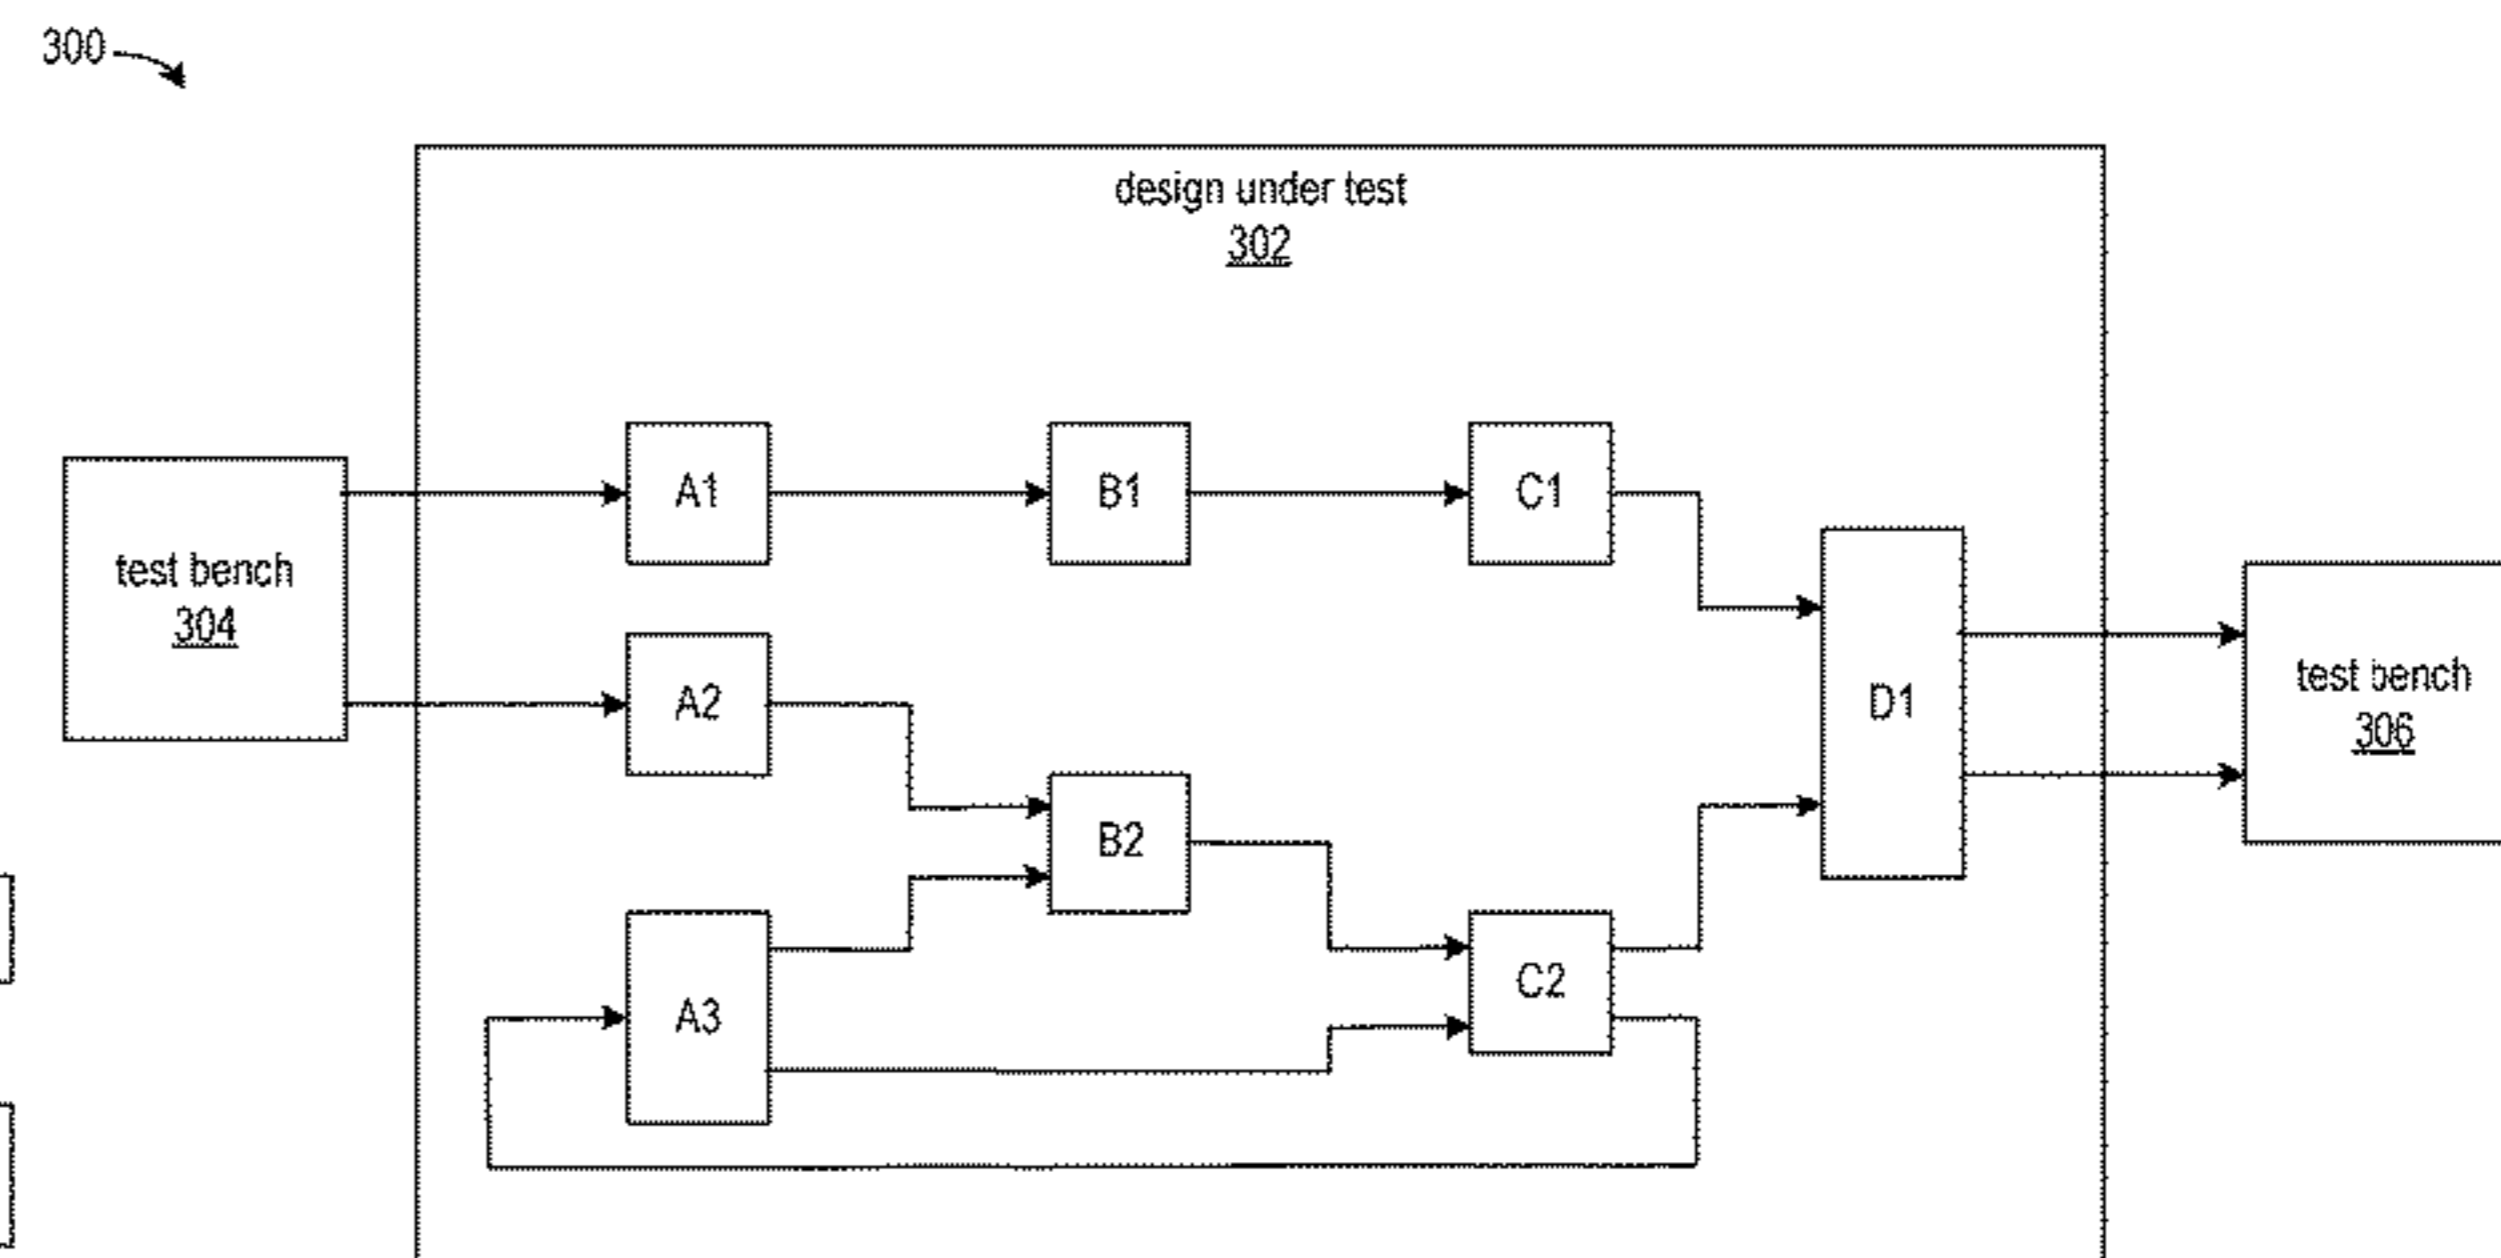 300
design under test
302
A1
B1
C1
test bench
304
A2
D1
test bench
306
B2
C2
A3